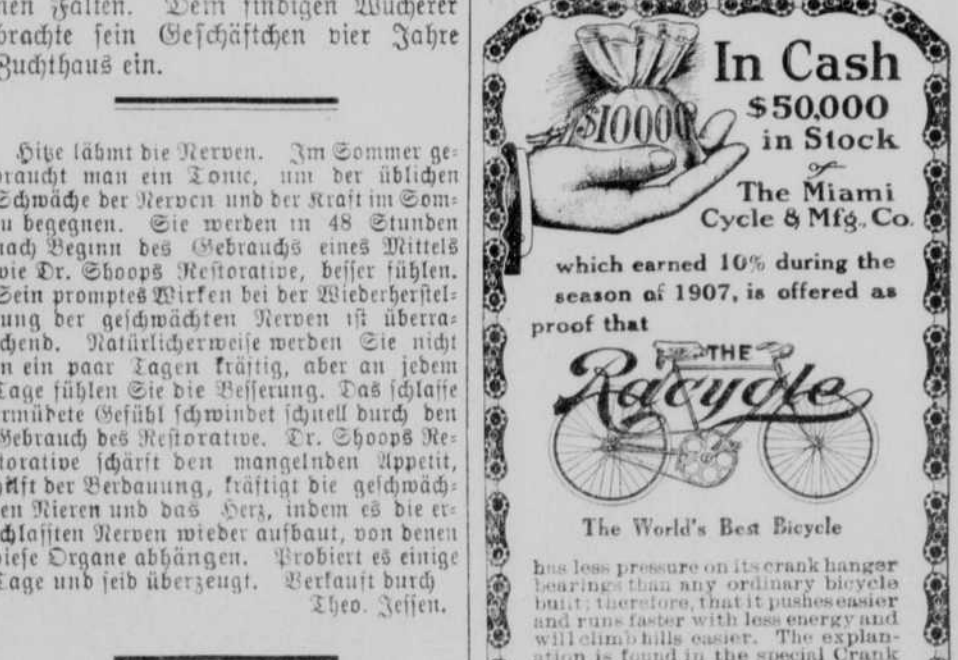 nen Falten. Dem findigen Wucherer
brachte sein Geschäftchen vier Jahre
Zuchthaus ein.
Hitze lähmt die Nerven. Im Sommer ge-
braucht man ein Tonic, um der üblichen
Schwäche der Nerven und der Kraft im Som-
u begegnen. Sie werden in 48 Stunden
nach Beginn des Gebrauchs eines Mittels
wie Dr. Shoops Restorative, besser fühlen.
Sein promptes Wirken bei der Wiederherstel-
ung der geschwächten Nerven ist überra-
chend. Natürlicherweise werden Sie nicht
n ein paar Tagen kräftig, aber an jedem
Tage fühlen Sie die Besserung. Das schlaffe
ermüdete Gefühl schwindet schnell durch den
Gebrauch des Restorative. Dr. Shoops Re-
torative schärft den mangelnden Appetit,
hilft der Verdauung, kräftigt die geschwäch-
ten Nieren und das Herz, indem es die er-
schlafften Nerven wieder aufbaut, von denen
diese Organe abhängen. Probiert es einige
Tage und seid überzeugt. Verkauft durch
Theo. Jessen.
$10000
In Cash
$50,000
in Stock
of
The Miami
Cycle & Mfg., Co.
which earned 10% during the
season of 1907, is offered as
proof that
THE
Racycle
The World's Best Bicycle
has less pressure on its crank hanger
bearings than any ordinary bicycle
built; therefore, that it pushes easier
and runs faster with less energy and
will climb hills easier. The explan-
ation is found in the special Crank